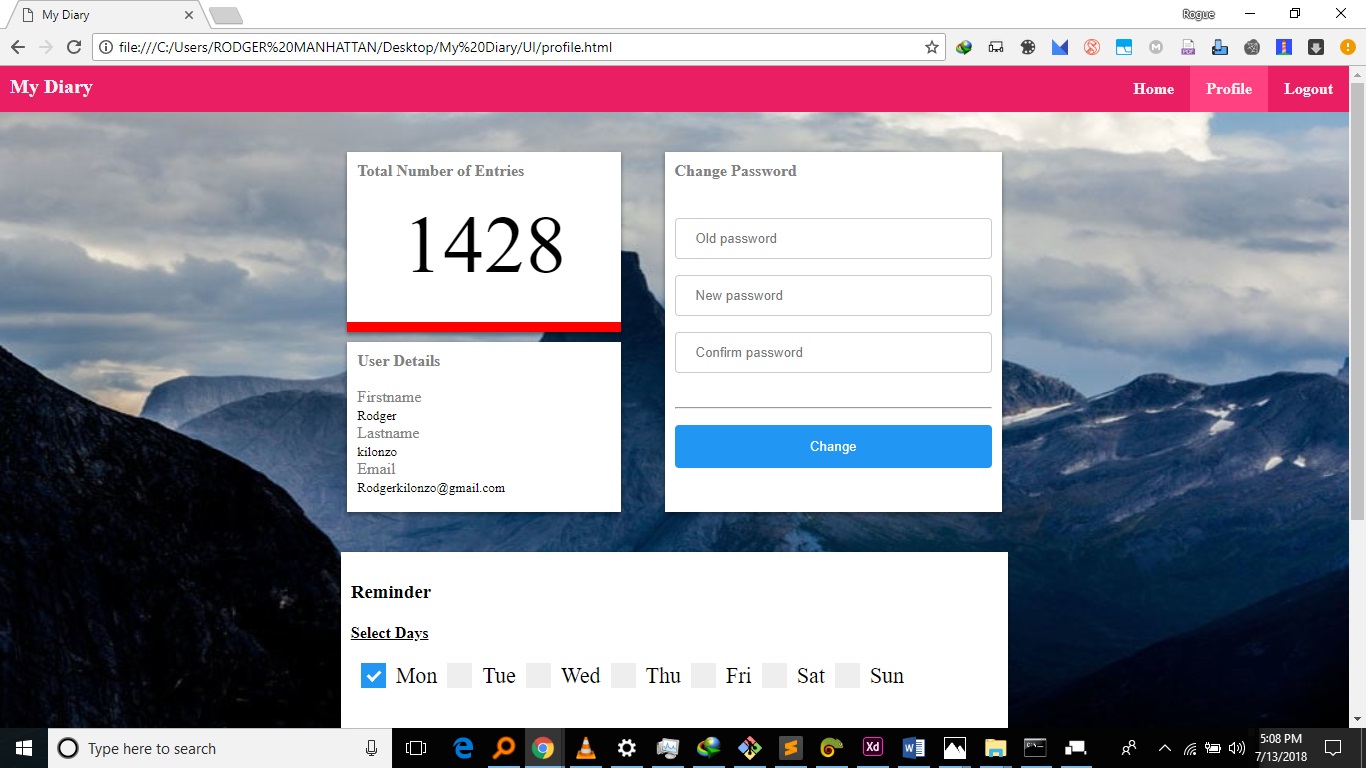 My Diary
Rogue
file:///C:/Users/RODGER%20MANHATTAN/Desktop/My%20Diary/UI/profile.html
My Diary
Home
Profile
Logout
Total Number of Entries
1428
User Details
Firstname
Rodger
Lastname
kilonzo
Email
Rodgerkilonzo@gmail.com
Change Password
Old password
New password
Confirm password
Change
Reminder
Select Days
Mon Tue Wed Thu Fri Sat Sun
Type here to search
Xd
5:08 PM
7/13/2018